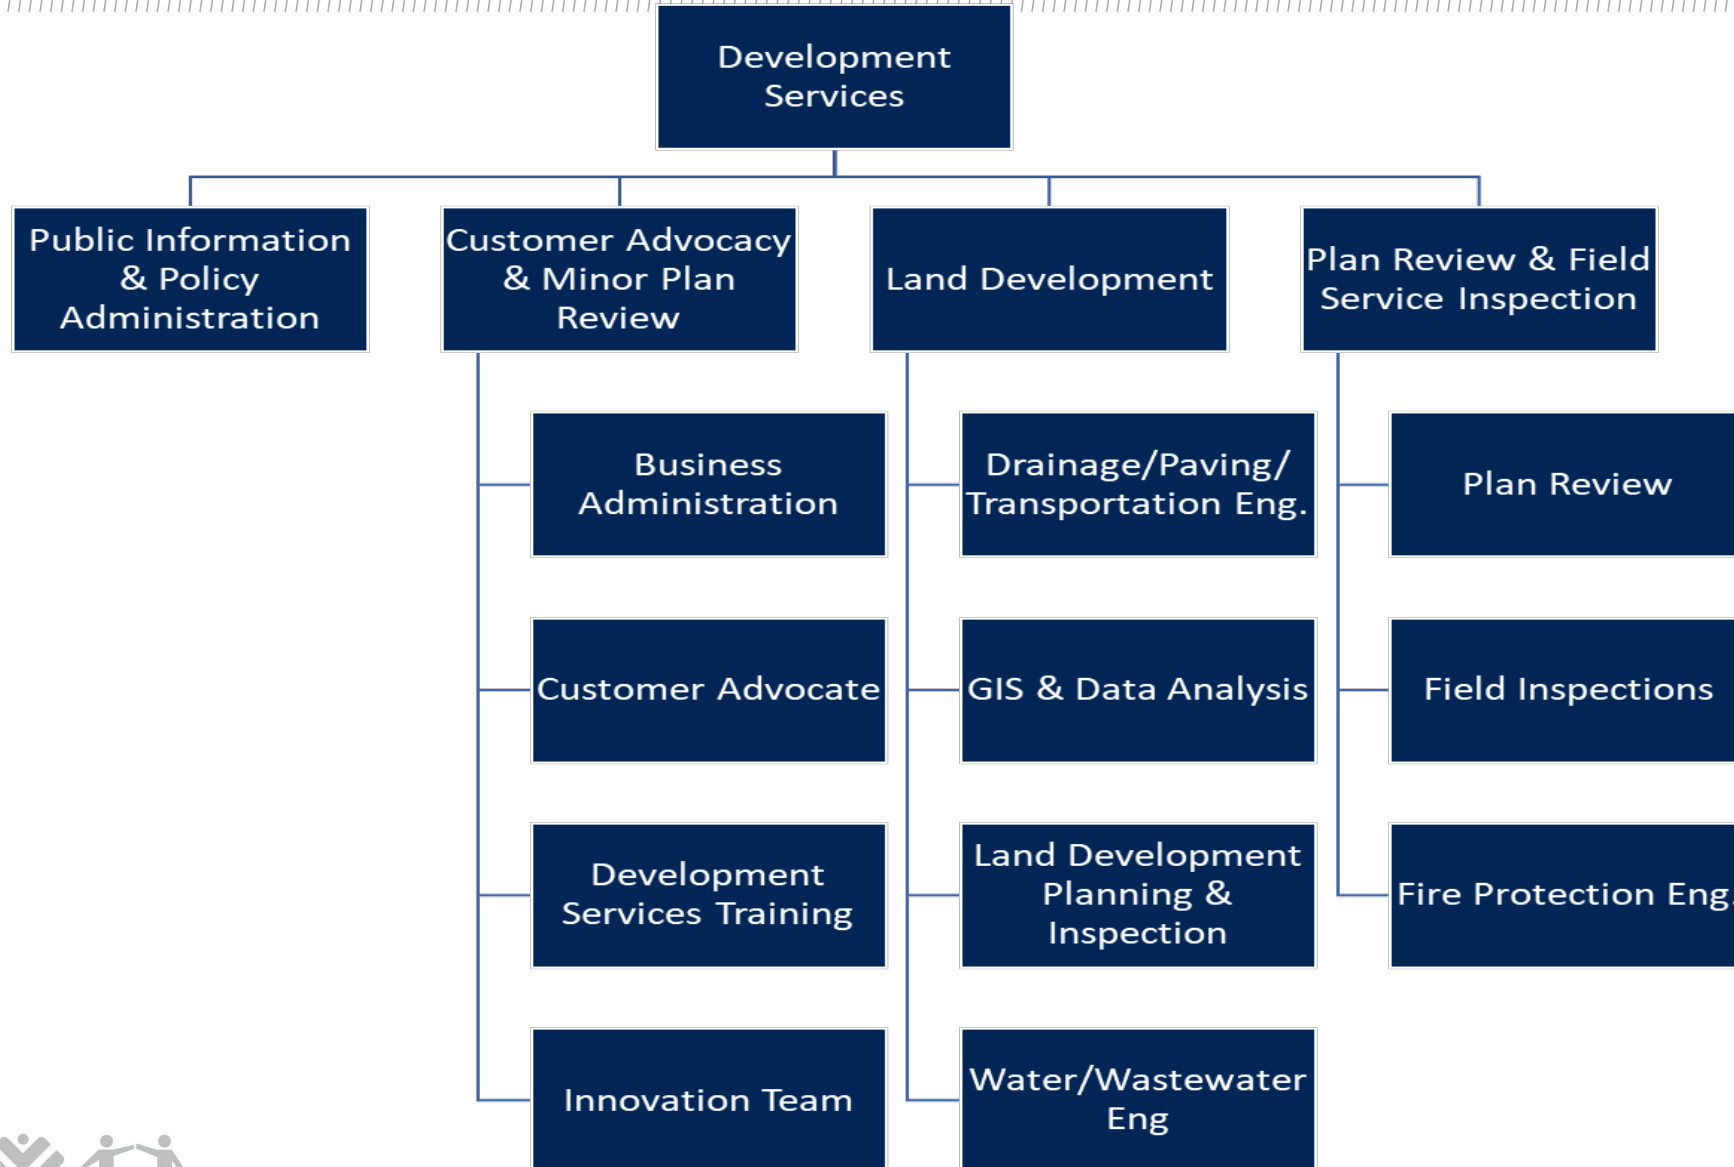 Development
Services
Public Information
& Policy
Administration
Customer Advocacy
& Minor Plan
Review
Land Development
Plan Review & Field
Service Inspection
Business
Administration
Customer Advocate
Development
Services Training
Innovation Team
Drainage/Paving/
Transportation Eng.
GIS & Data Analysis
Land Development
Planning &
Inspection
Water/Wastewater
Eng
Plan Review
Field Inspections
Fire Protection Eng.